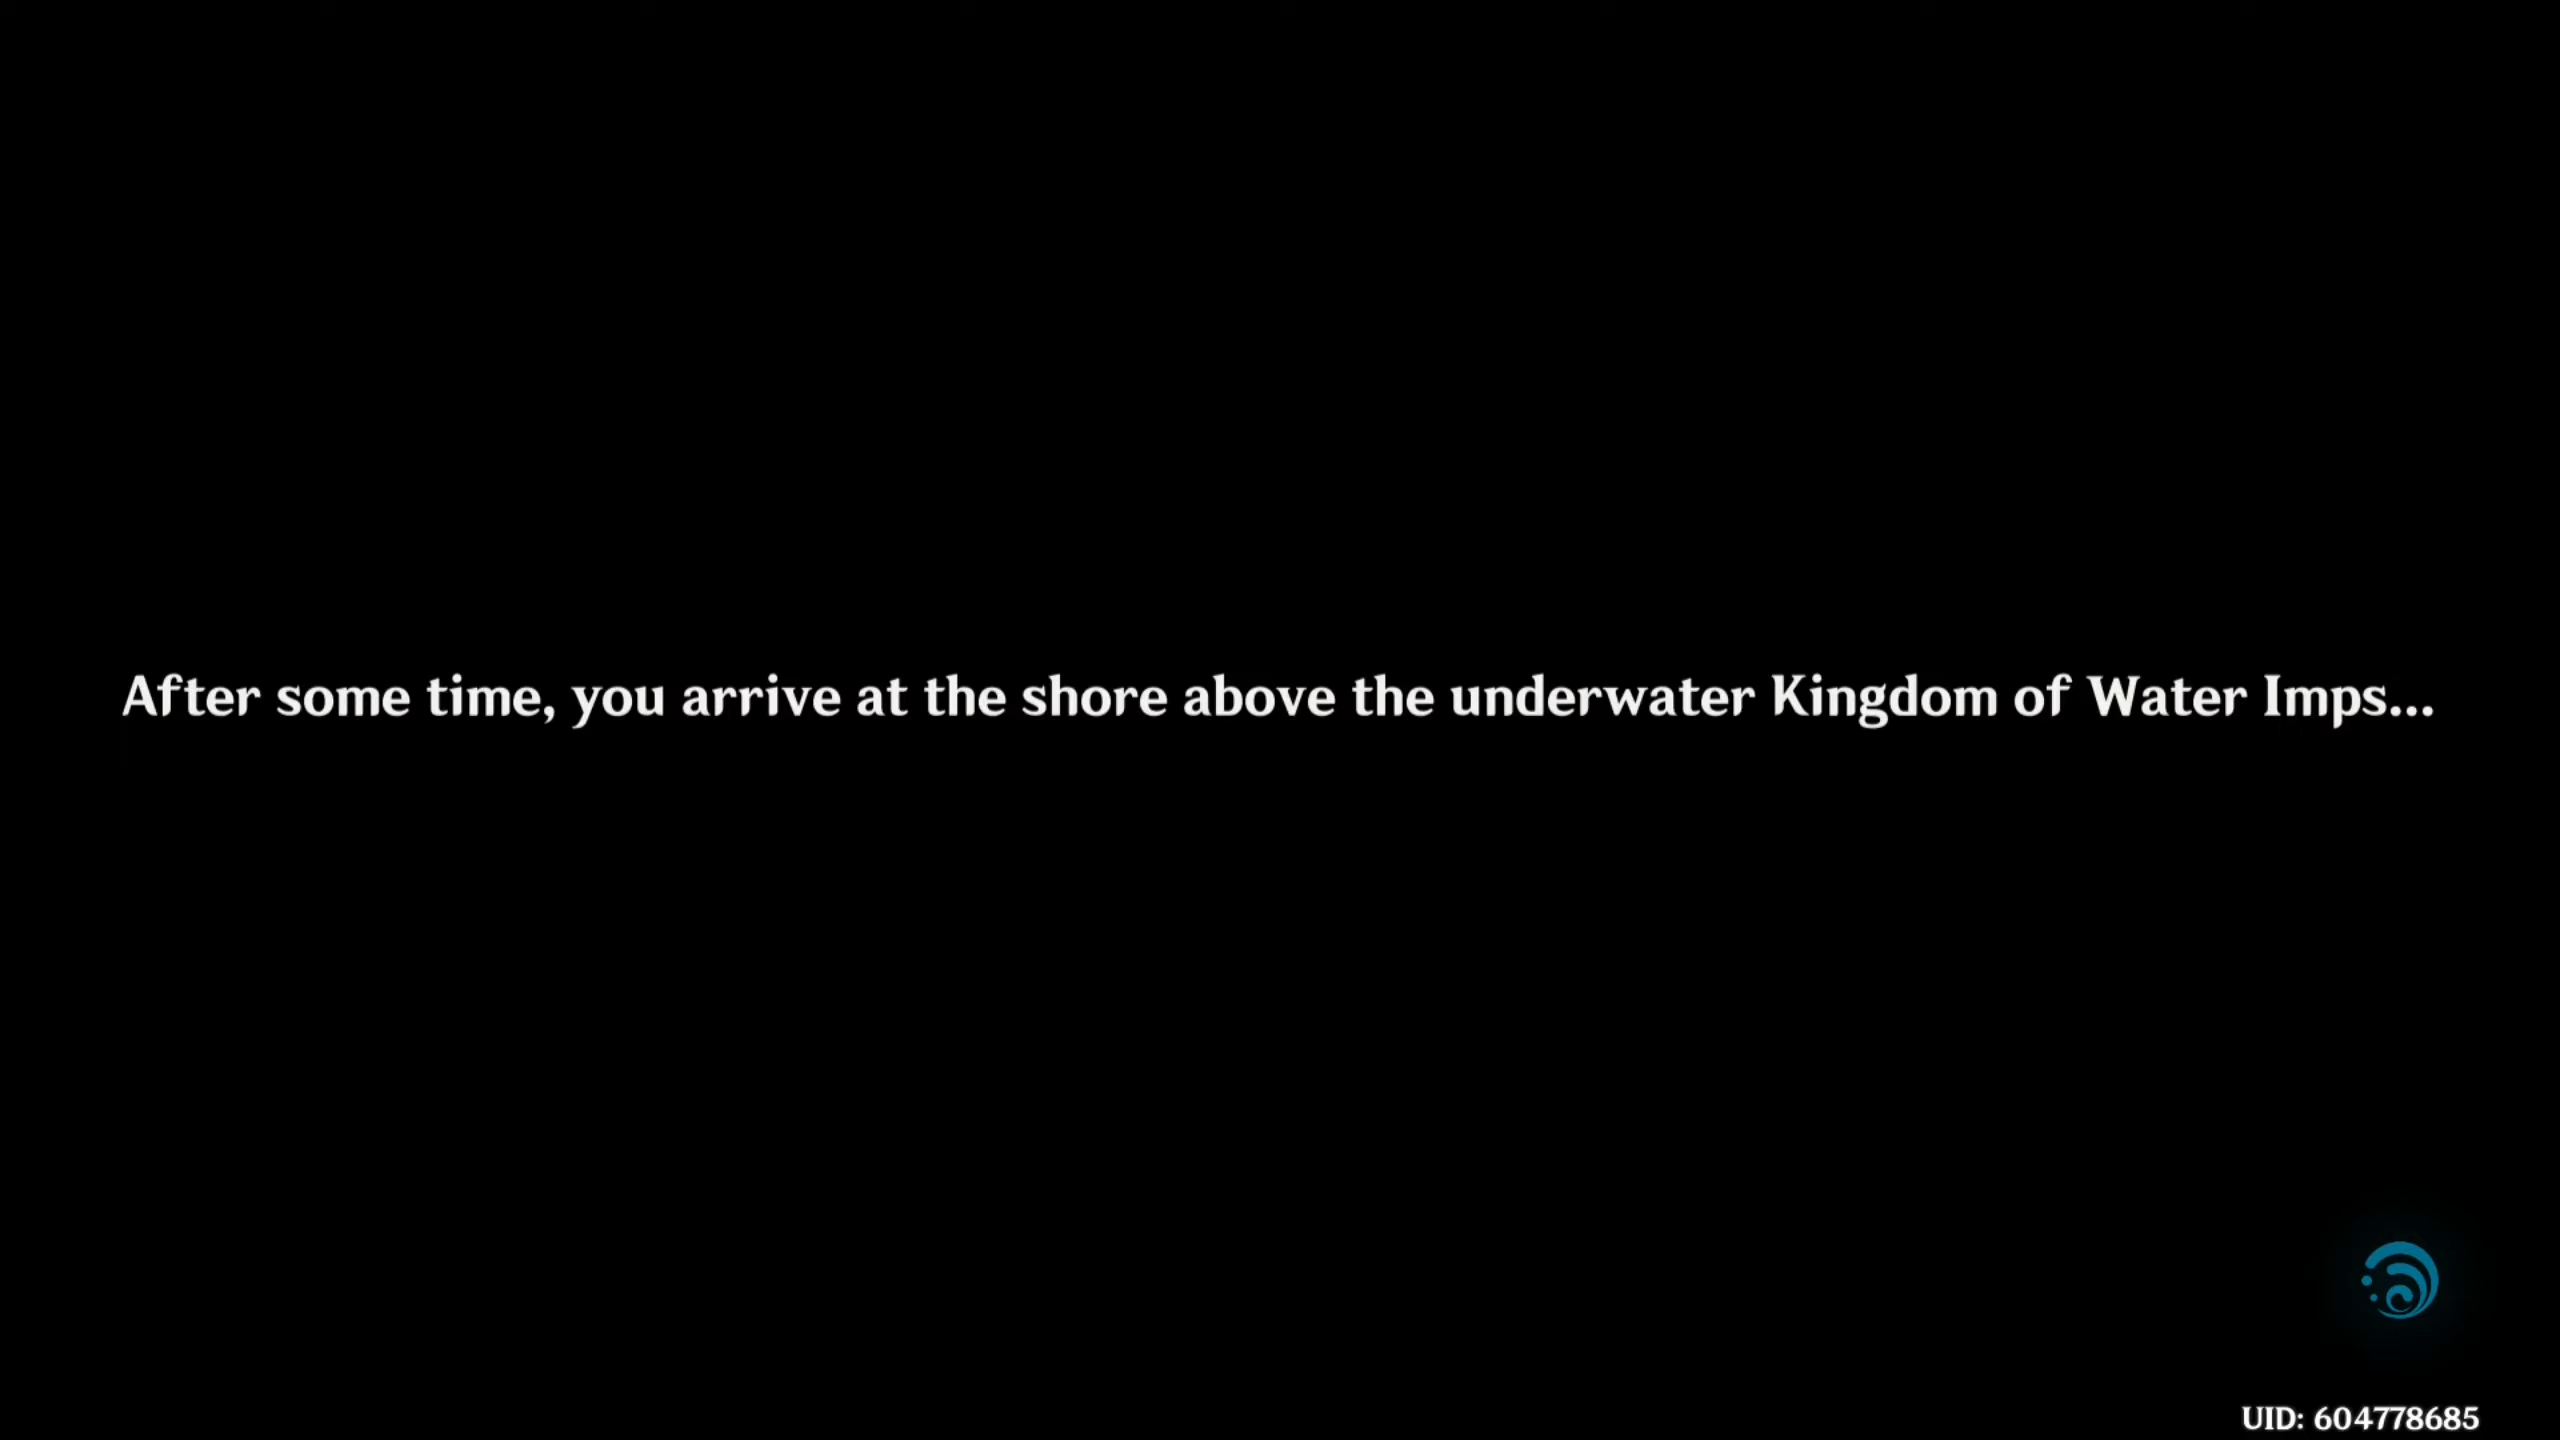 After some time, you arrive at the shore above the underwater Kingdom of Water Imps...
UID: 604778685